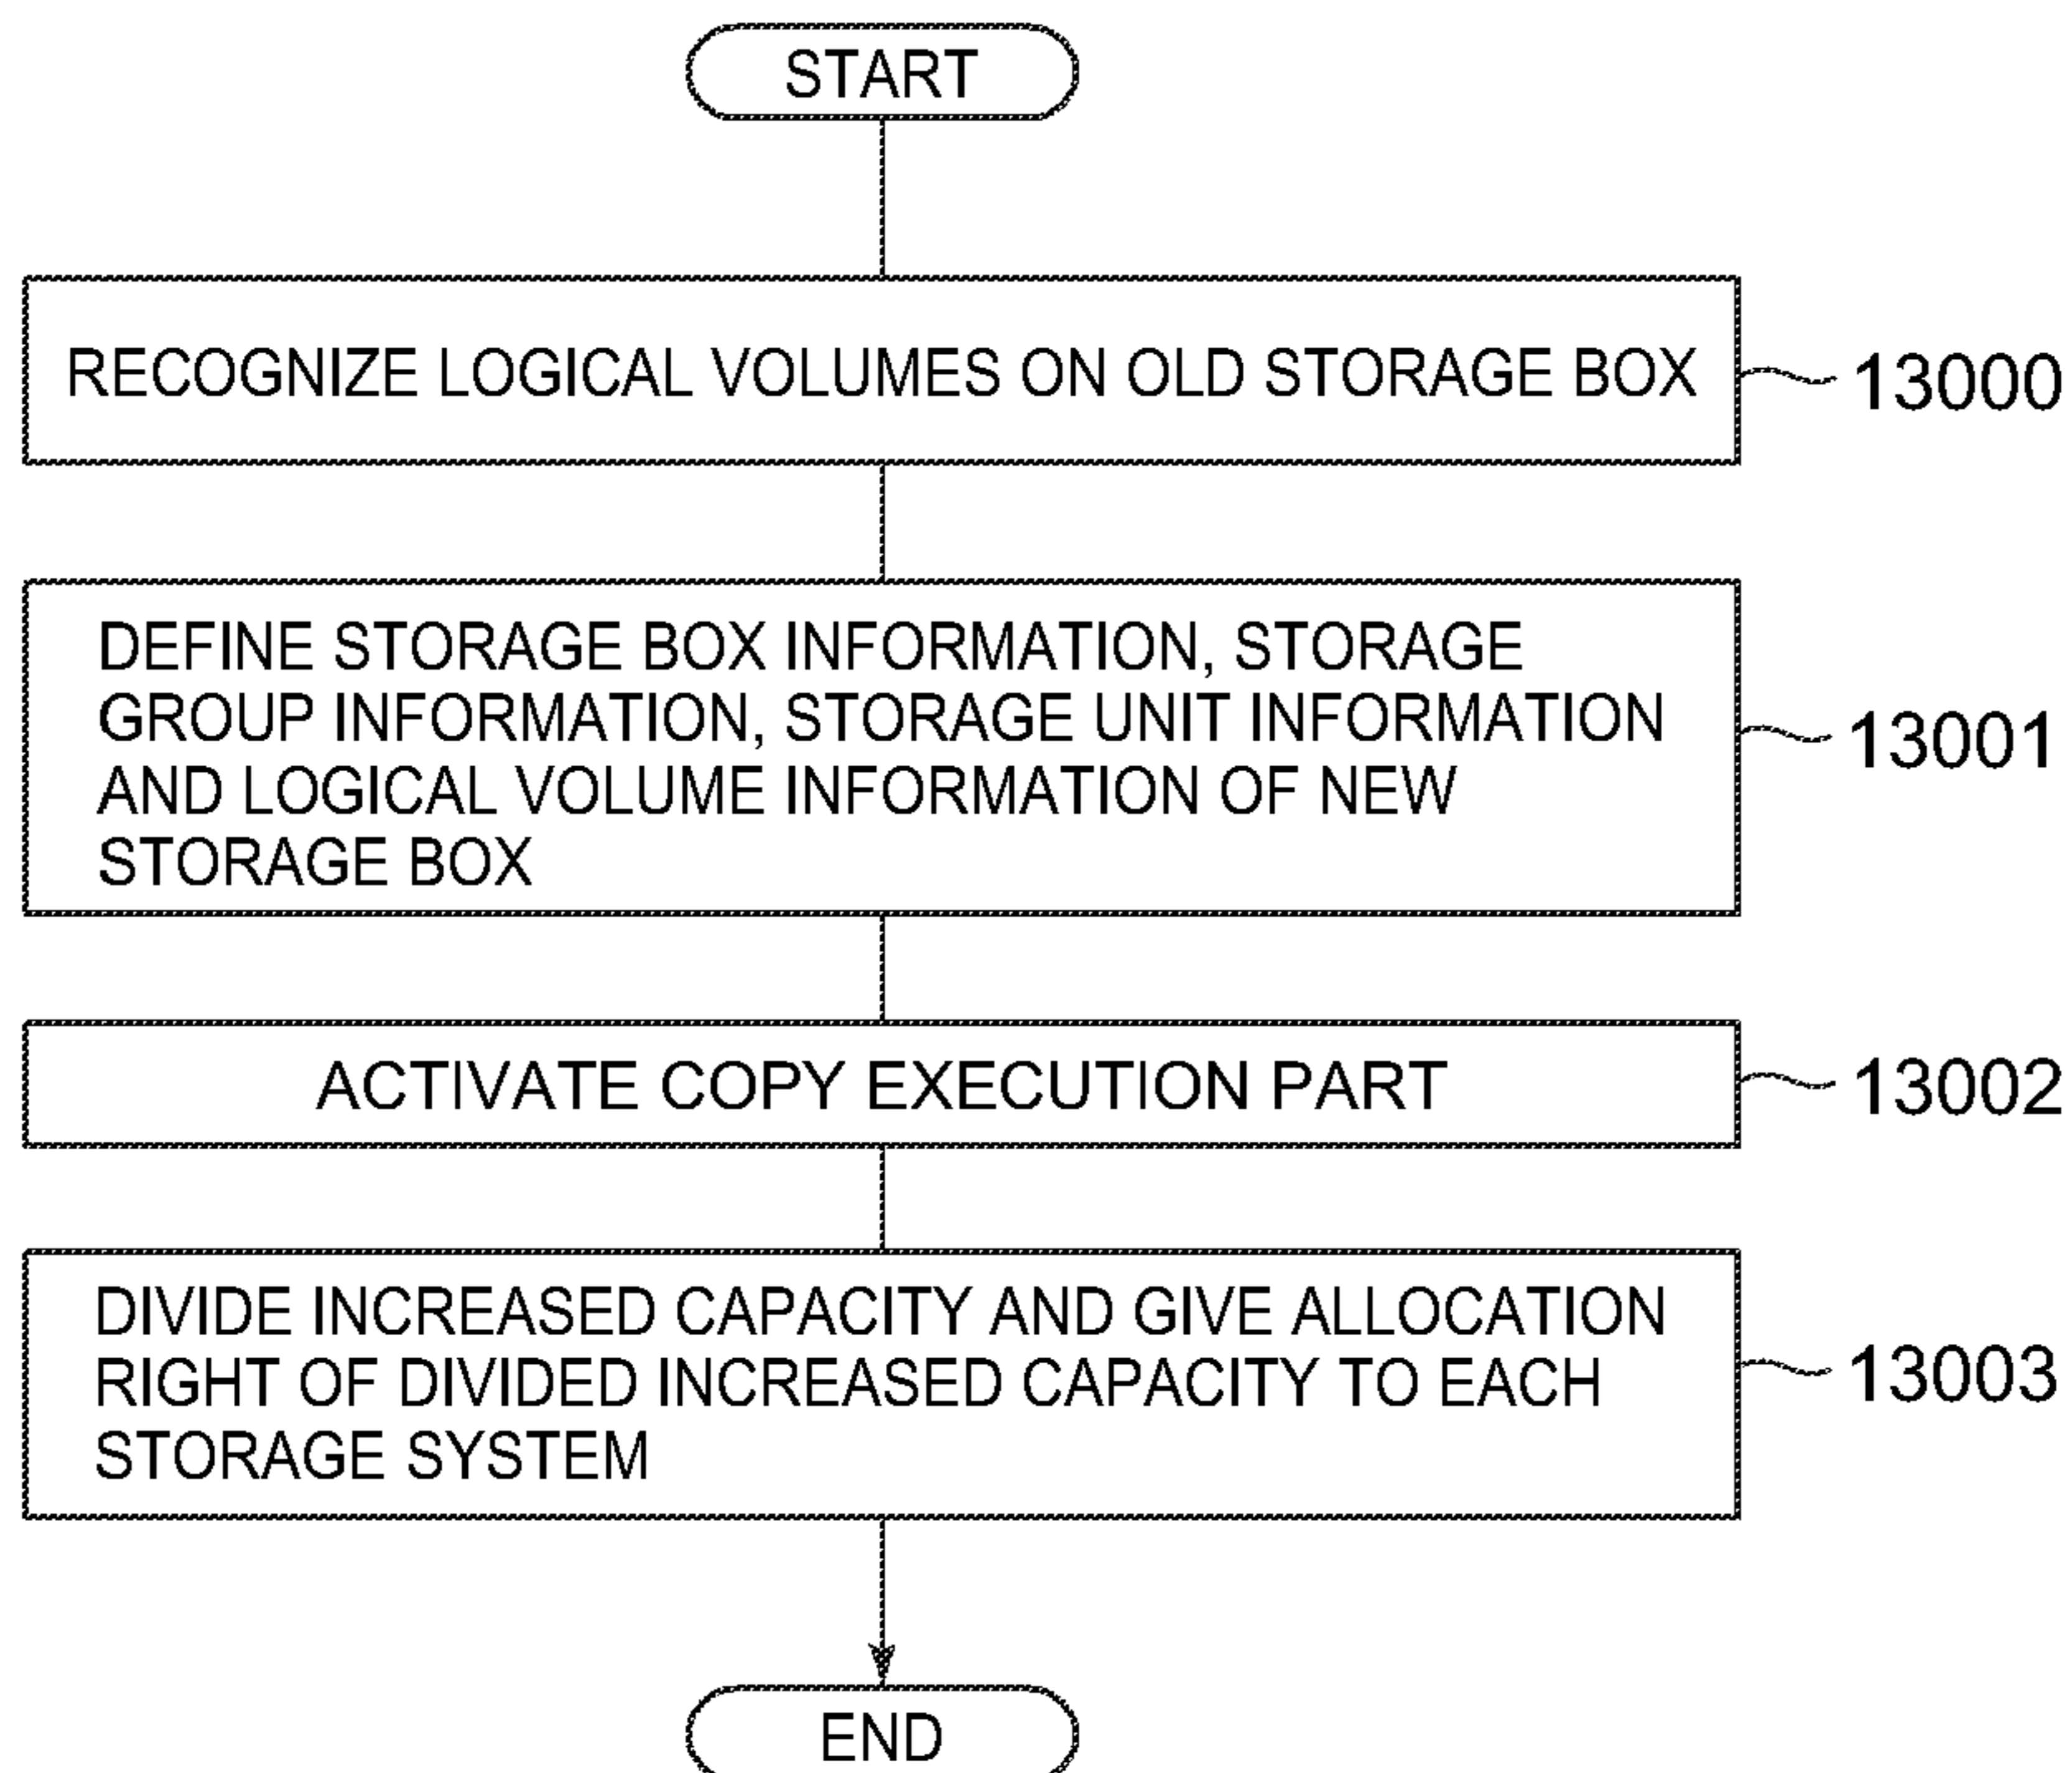 START
RECOGNIZE LOGICAL VOLUMES ON OLD STORAGE BOX
13000
DEFINE STORAGE BOX INFORMATION, STORAGE
GROUP INFORMATION, STORAGE UNIT INFORMATION
AND LOGICAL VOLUME INFORMATION OF NEW
STORAGE BOX
13001
ACTIVATE COPY EXECUTION PART
13002
DIVIDE INCREASED CAPACITY AND GIVE ALLOCATION
RIGHT OF DIVIDED INCREASED CAPACITY TO EACH
STORAGE SYSTEM
13003
END